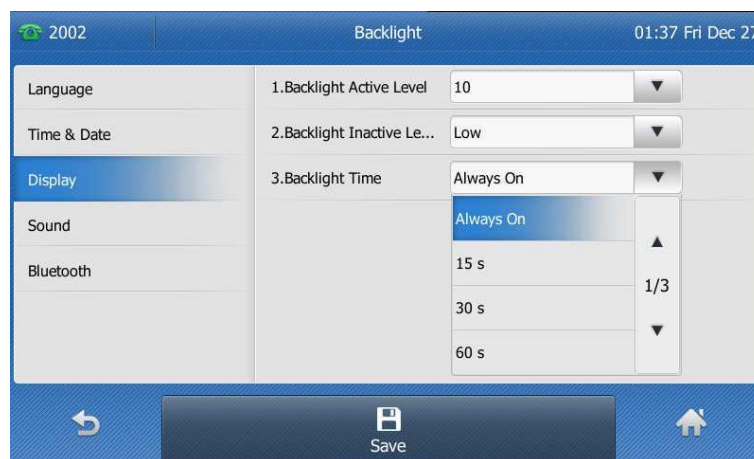 2002 Backlight 01:37 Fri Dec 27
Language
Time & Date
Display
Sound
Bluetooth
1.Backlight Active Level 10
2.Backlight Inactive Le... Low
3.Backlight Time Always On
Always On
15 s
30 s
60 s
1/3
Save